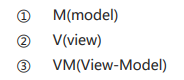 ① M(model)
② V(view)
③ VM(View-Model)